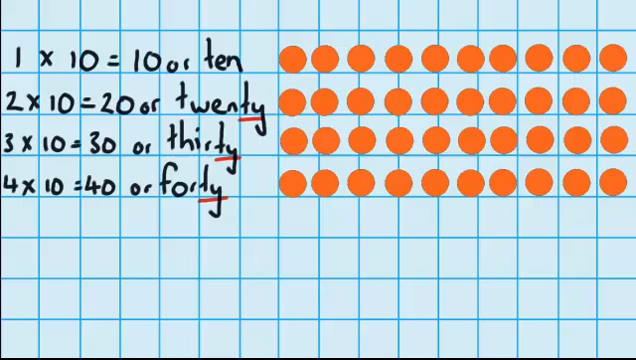 1 x 10 = 10 or ten
2 x 10 = 20 or twenty
3 x 10 = 30 or thirty
4 x 10 = 40 or forty